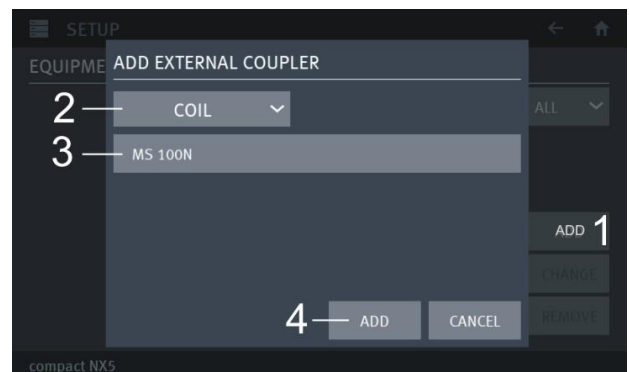 SETUP
EQUIPME
ADD EXTERNAL COUPLER
2 COIL ALL
3 MS 100N
ADD 1
CHANGE
4 ADD CANCEL REMOVE
compact NX5